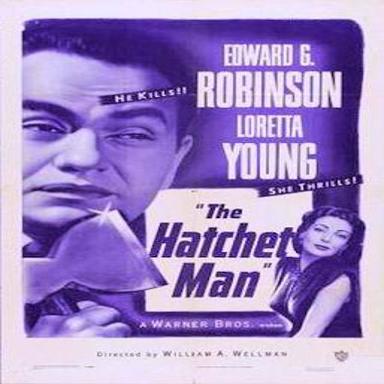 EDWARD G.
ROBINSON
HE KILLS!!
LORETTA
YOUNG
SHE THRILLS!
"The
Hatchet
Man"
A WARNER BROS.
Directed by WILLIAM A. WELLMAN